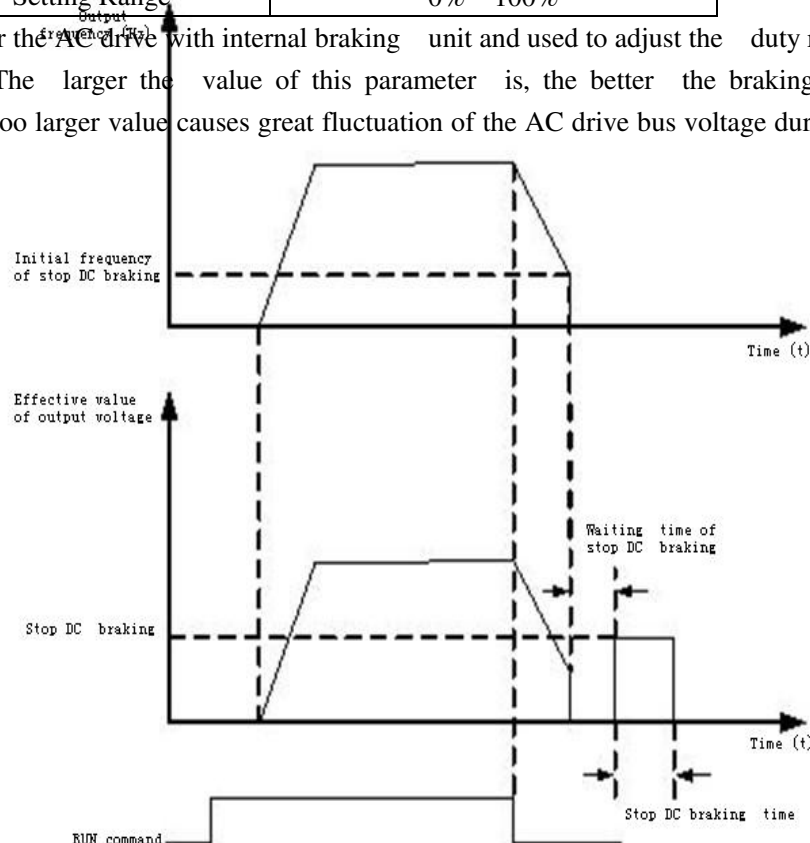 Setting Range 0% 100%
Output
frequency (Hz)
r the AC drive with internal braking unit and used to adjust the duty
The larger the value of this parameter is, the better the braking
oo larger value causes great fluctuation of the AC drive bus voltage dur
Initial frequency
of stop DC braking
Time (t)
Effective value
of output voltage
Waiting time of
stop DC braking
Stop DC braking
Time (t)
Stop DC braking time
RUN command